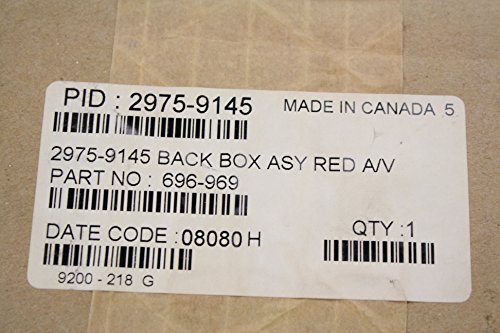 PID : 2975-9145 MADE IN CANADA 5
2975-9145 BACK BOX ASY RED A/V
PART NO : 696-969
DATE CODE : 08080 H QTY :1
9200 - 218 G